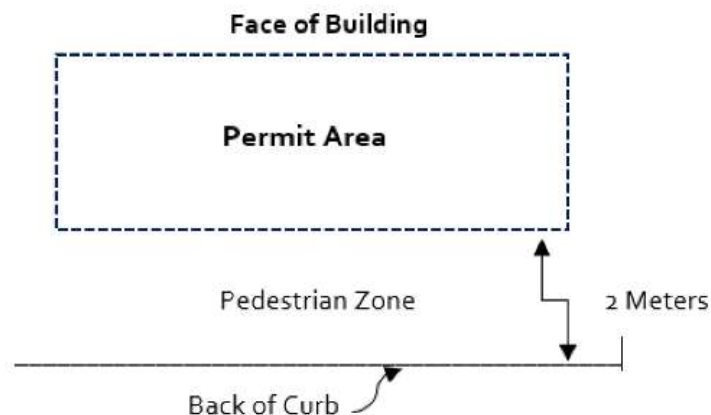 Face of Building
Permit Area
Pedestrian Zone
2 Meters
Back of Curb